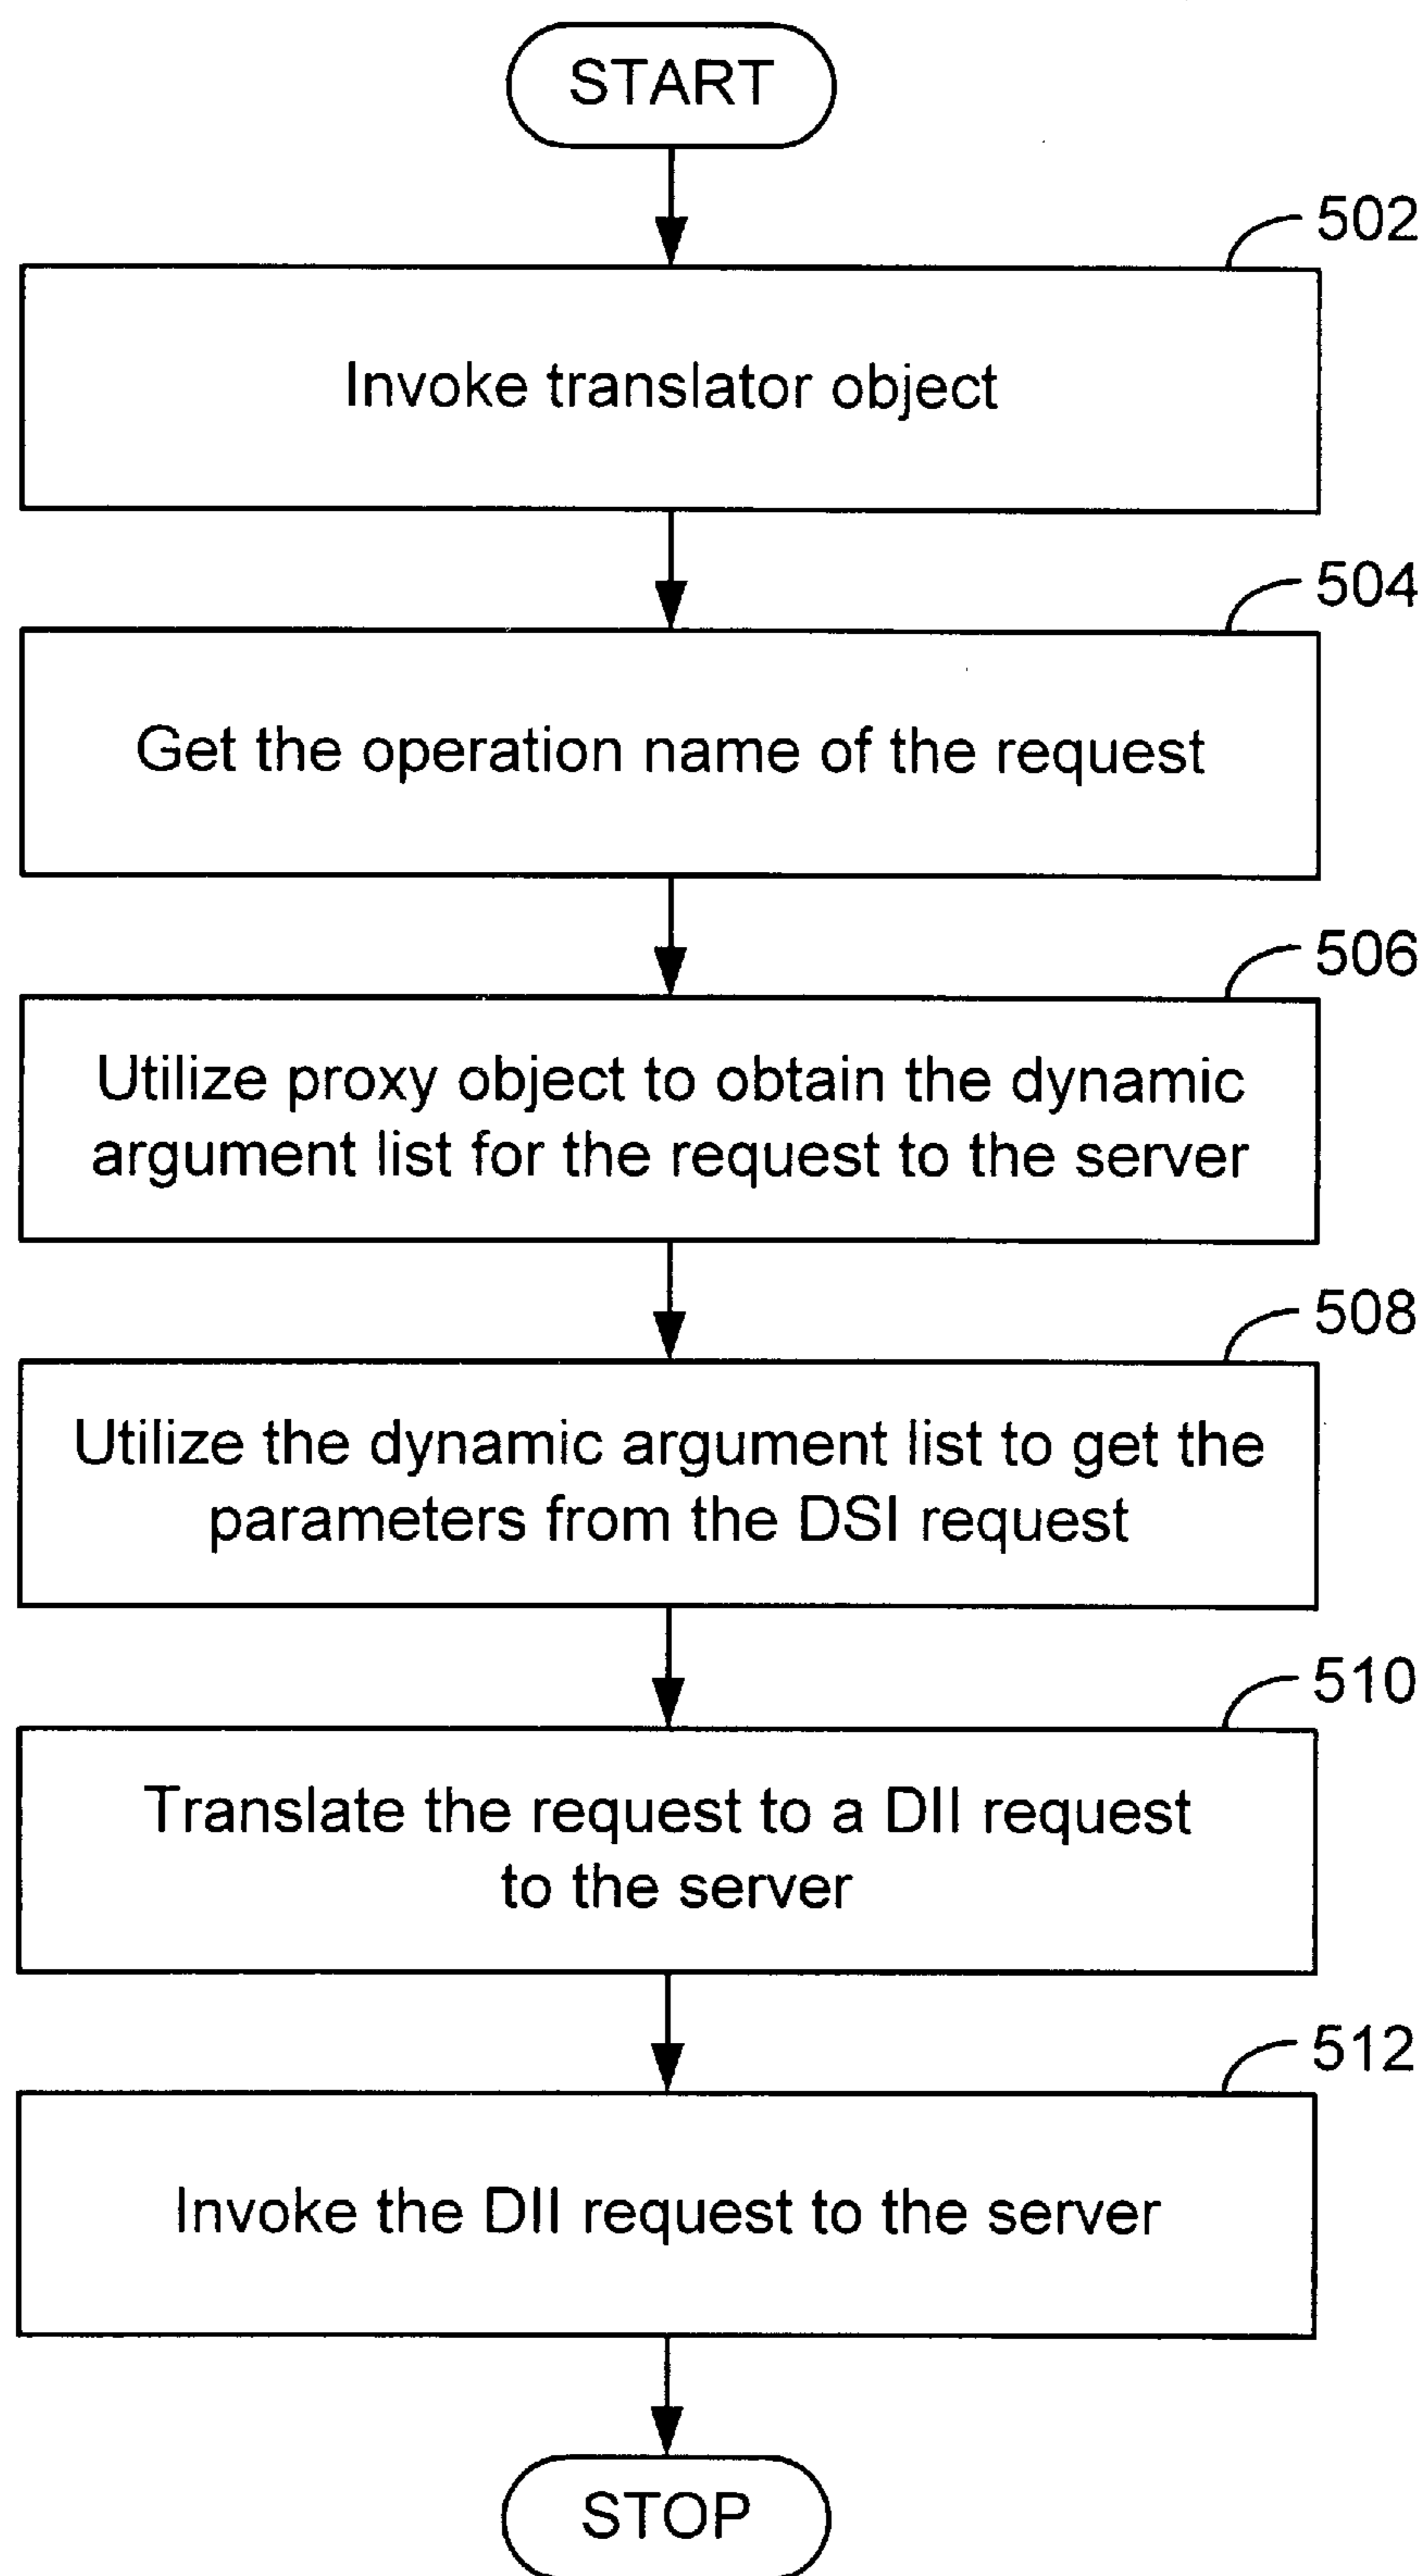 START
502
Invoke translator object
504
Get the operation name of the request
506
Utilize proxy object to obtain the dynamic
argument list for the request to the server
508
Utilize the dynamic argument list to get the
parameters from the DSI request
510
Translate the request to a DII request
to the server
512
Invoke the DII request to the server
STOP